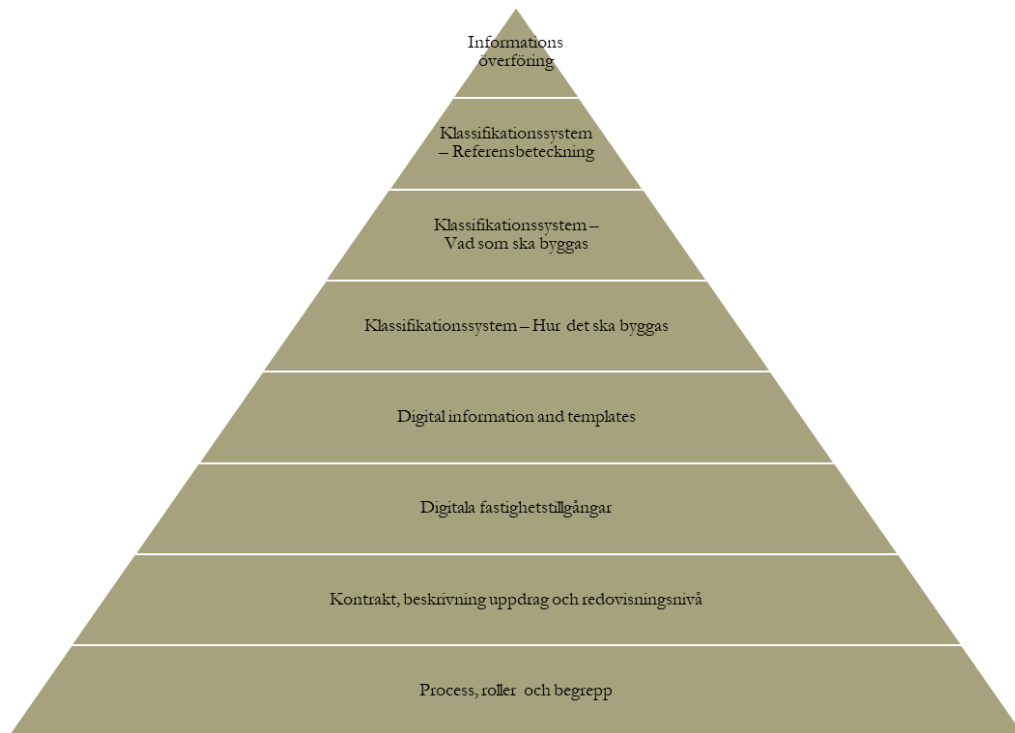 Informations
överföring
Klassifikationssystem
– Referensbeteckning
Klassifikationssystem –
Vad som ska byggas
Klassifikationssystem – Hur det ska byggas
Digital information and templates
Digitala fastighetstillgångar
Kontrakt, beskrivning uppdrag och redovisningsnivå
Process, roller och begrepp